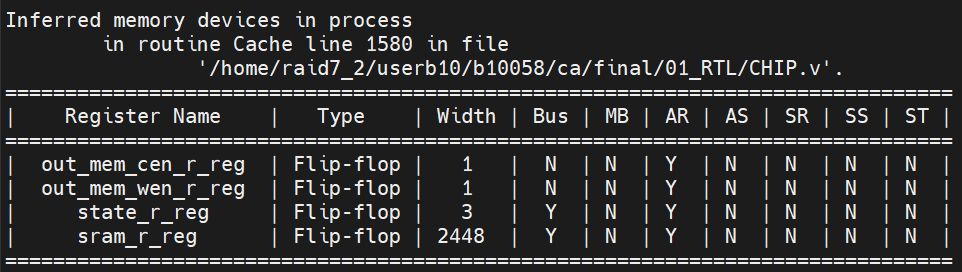 Inferred memory devices in process
        in routine Cache line 1580 in file
                '/home/raid7_2/userb10/b10058/ca/final/01_RTL/CHIP.v'.
===============================================================================
|    Register Name    |   Type    | Width | Bus | MB | AR | AS | SR | SS | ST |
===============================================================================
|  out_mem_cen_r_reg  | Flip-flop |   1   |  N  | N  | Y  | N  | N  | N  | N  |
|  out_mem_wen_r_reg  | Flip-flop |   1   |  N  | N  | Y  | N  | N  | N  | N  |
|     state_r_reg     | Flip-flop |   3   |  Y  | N  | Y  | N  | N  | N  | N  |
|     sram_r_reg      | Flip-flop | 2448  |  Y  | N  | Y  | N  | N  | N  | N  |
===============================================================================